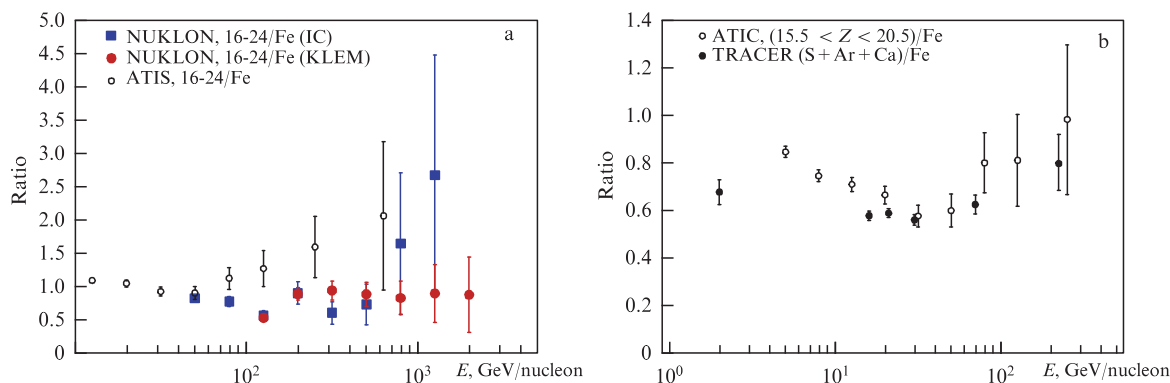 5.0
4.5
4.0
3.5
3.0
2.5
2.0
1.5
1.0
0.5
0
Ratio
NUKLON, 16-24/Fe (IC)
NUKLON, 16-24/Fe (KLEM)
ATIS, 16-24/Fe
a
10²
10³
E, GeV/nucleon
1.4
1.2
1.0
0.8
0.6
0.4
0.2
0
Ratio
ATIC, (15.5 < Z < 20.5)/Fe
TRACER (S + Ar + Ca)/Fe
b
10⁰
10¹
10²
E, GeV/nucleon